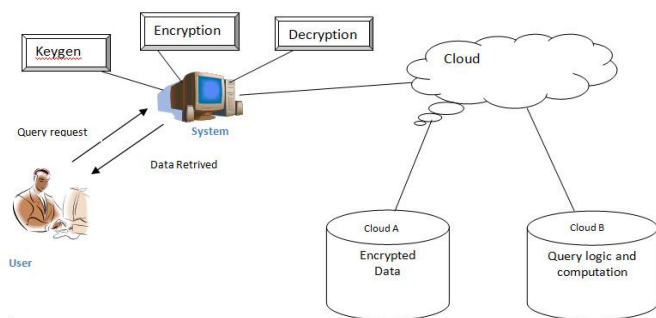 Encryption
Decryption
Keygen
Cloud
Query request
System
Data Retrived
User
Cloud A
Encrypted
Data
Cloud B
Query logic and
computation